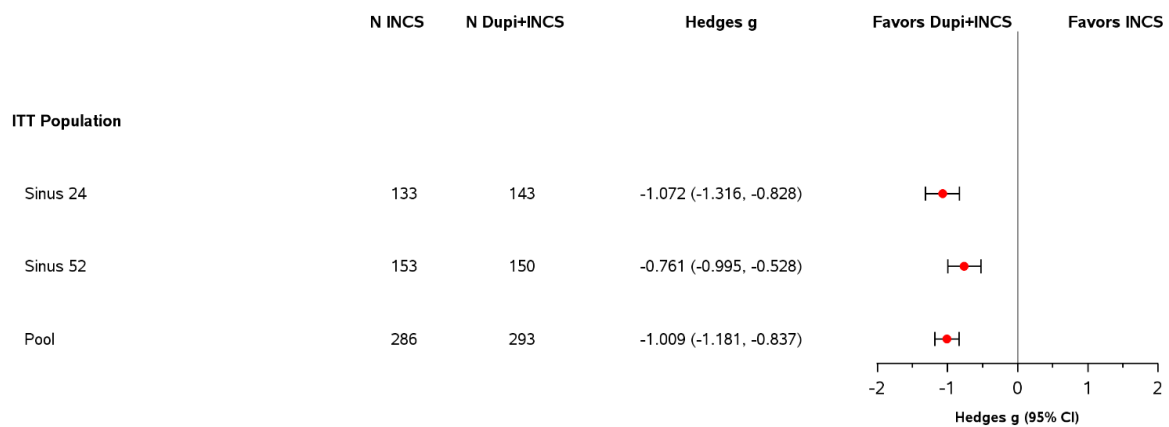 N INCS N Dupi+INCS Hedges g Favors Dupi+INCS Favors INCS
ITT Population
Sinus 24 133 143 -1.072 (-1.316, -0.828)
Sinus 52 153 150 -0.761 (-0.995, -0.528)
Pool 286 293 -1.009 (-1.181, -0.837)
-2 -1 0 1 2
Hedges g (95% CI)